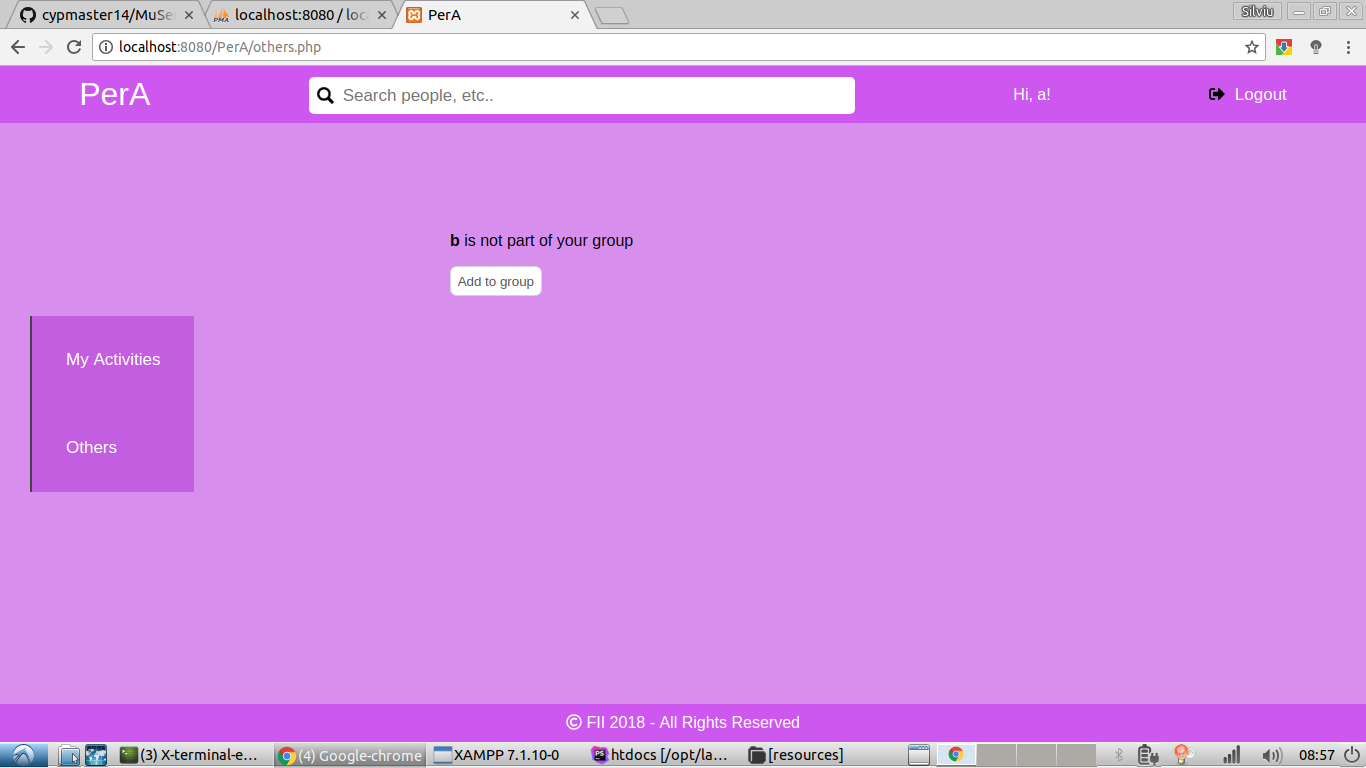 cypmaster14/MuSe
localhost:8080 / loc
PerA
Silviu
localhost:8080/PerA/others.php
PerA
Search people, etc..
Hi, a!
Logout
b is not part of your group
Add to group
My Activities
Others
© FII 2018 - All Rights Reserved
(3) X-terminal-e...
(4) Google-chrome
XAMPP 7.1.10-0
PS
htdocs [/opt/la...
[resources]
08:57